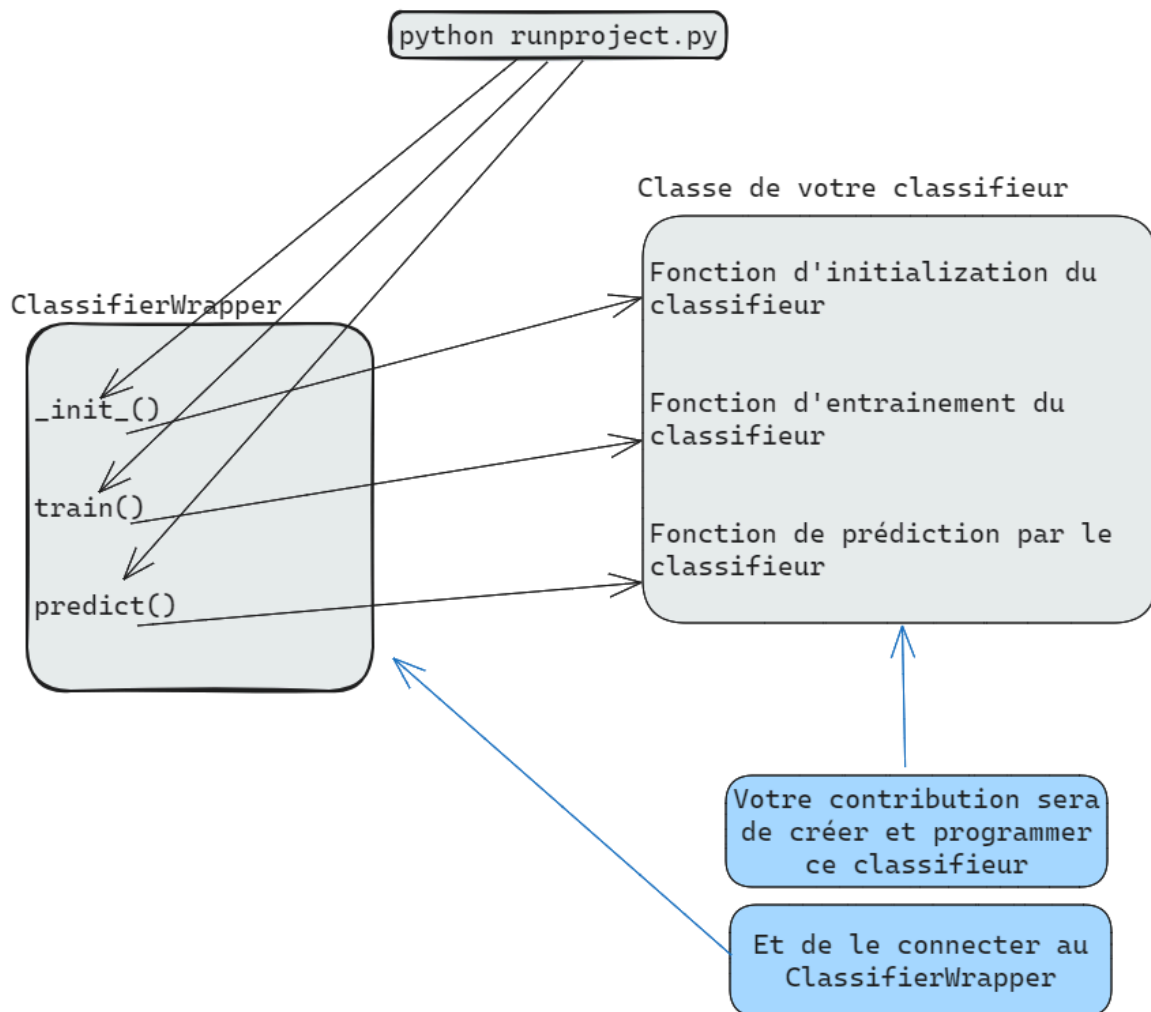 python runproject.py
Classe de votre classifieur
Fonction d'initialization du
classifieur
Fonction d'entrainement du
classifieur
Fonction de prédiction par le
classifieur
ClassifierWrapper
_init_()
train()
predict()
Votre contribution sera
de créer et programmer
ce classifieur
Et de le connecter au
ClassifierWrapper